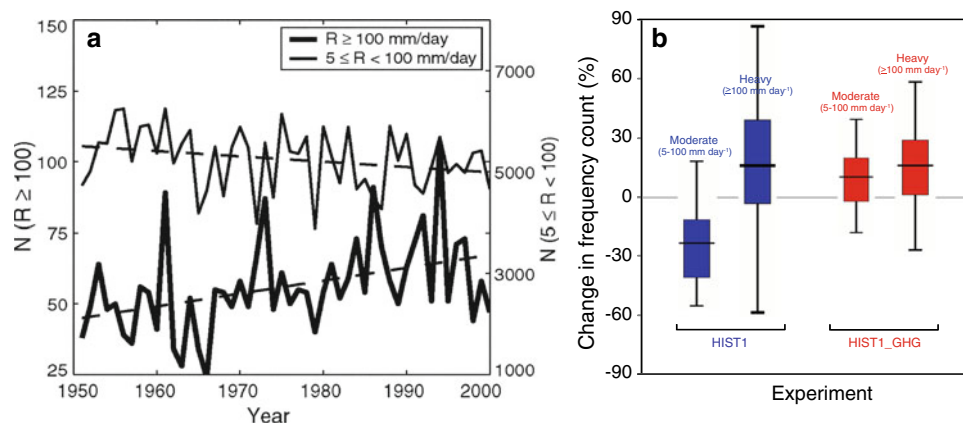 a
R ≥ 100 mm/day
5 ≤ R < 100 mm/day
150
125
100
75
50
25
N (R ≥ 100)
7000
5000
3000
1000
N (5 ≤ R < 100)
1950 1960 1970 1980 1990 2000
Year
b
90
60
30
0
-30
-60
-90
Change in frequency count (%)
Moderate
(5-100 mm day⁻¹)
Heavy
(≥100 mm day⁻¹)
Moderate
(5-100 mm day⁻¹)
Heavy
(≥100 mm day⁻¹)
HIST1
HIST1_GHG
Experiment